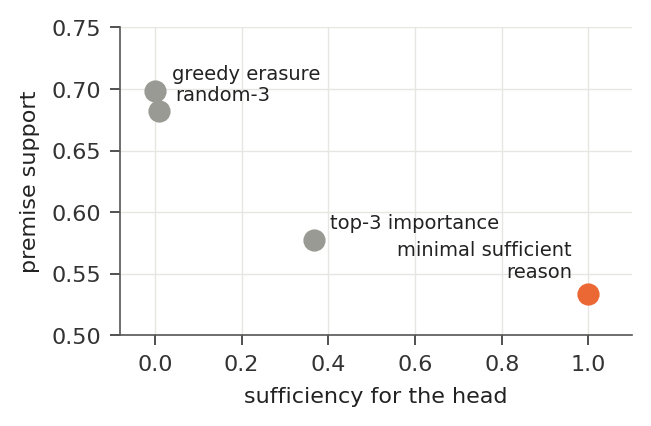 0.75
0.70
0.65
0.60
0.55
0.50
premise support
greedy erasure
random-3
top-3 importance
minimal sufficient
reason
0.0 0.2 0.4 0.6 0.8 1.0
sufficiency for the head